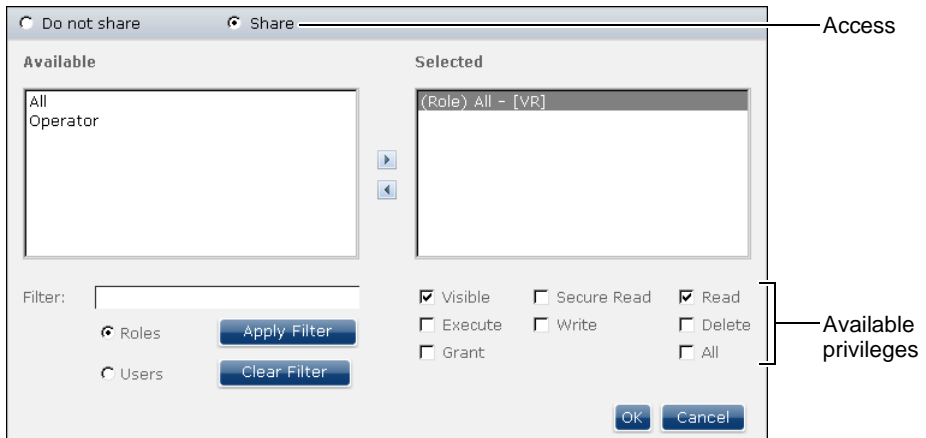 Do not share Share Access
Available Selected
All (Role) All - [VR]
Operator
Filter: Visible Secure Read Read
Roles Apply Filter Execute Write Delete Available
Grant All privileges
Users Clear Filter
OK Cancel